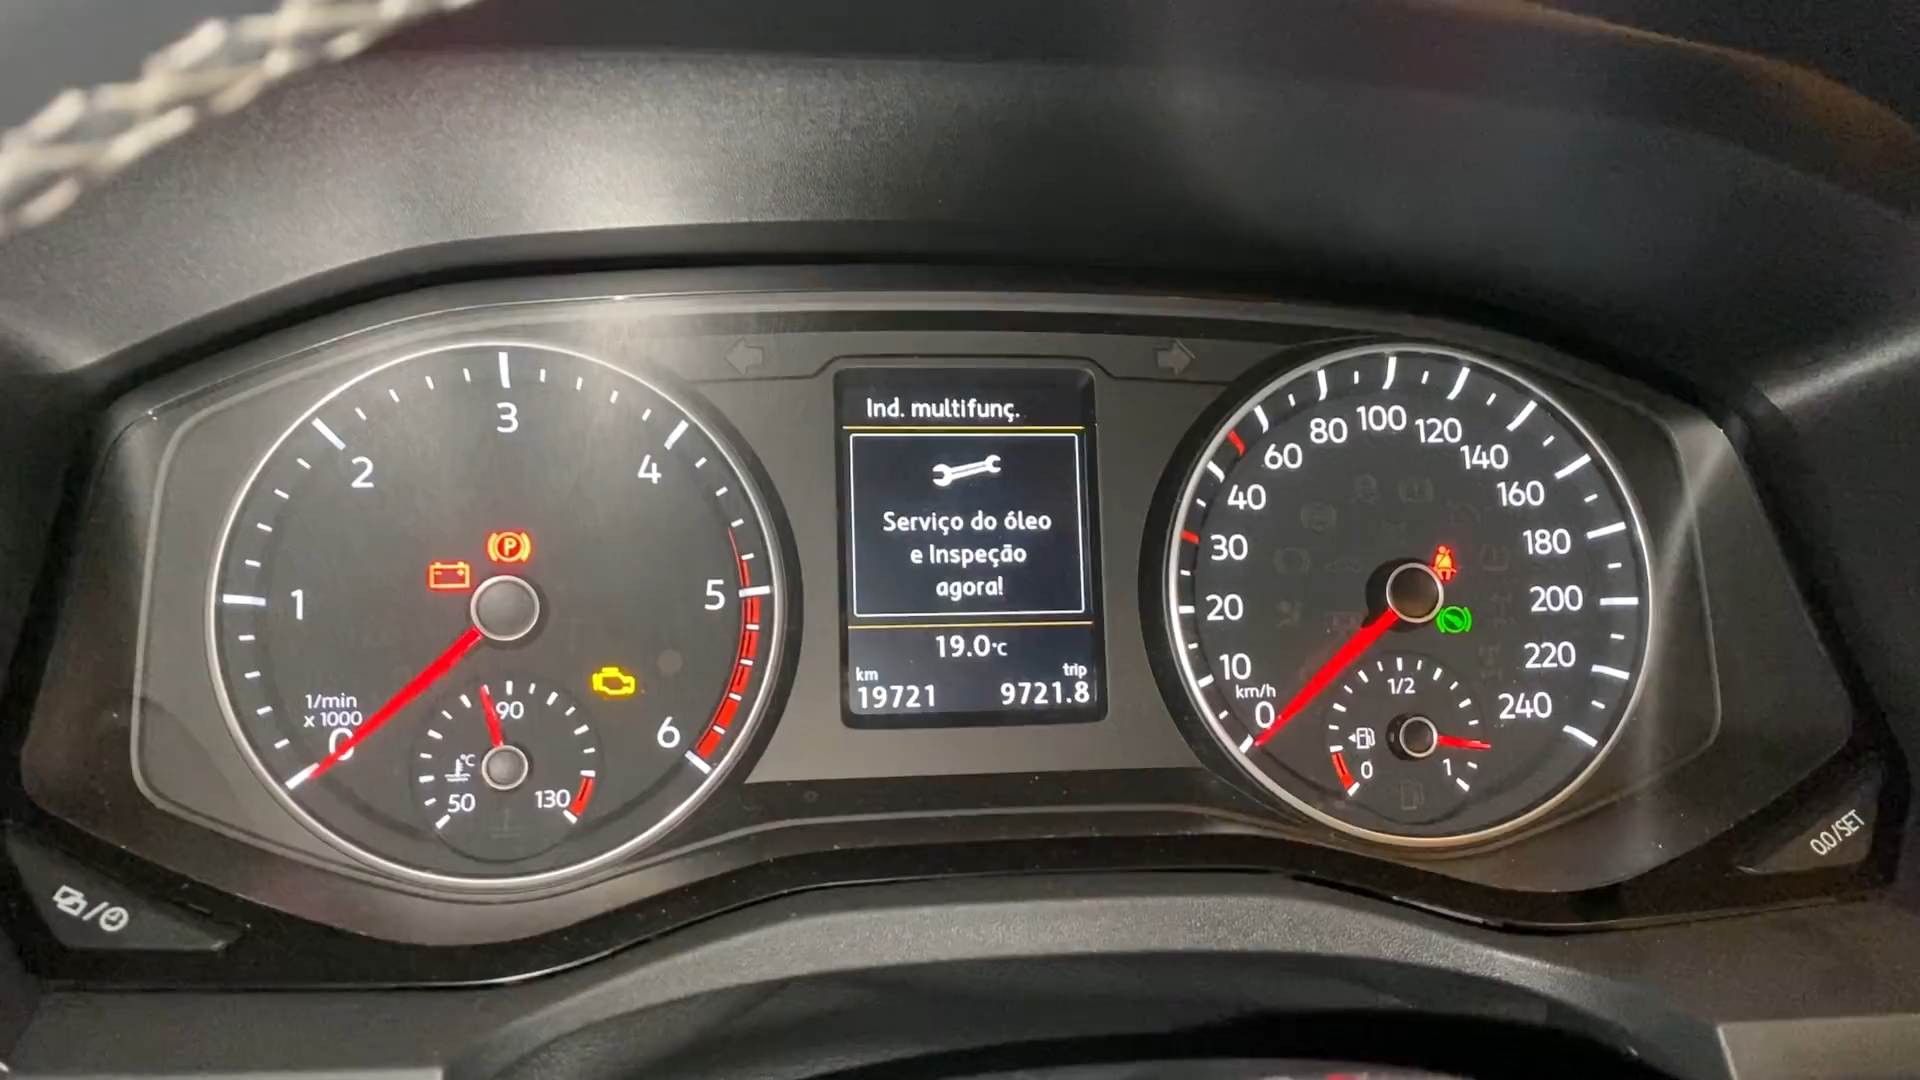 1
2
3
4
5
6
1/min
x 1000
0
P
90
°C
50
130
Ind. multifunç.
Serviço do óleo
e Inspeção
agora!
19.0°C
km
trip
19721
9721.8
0
10
20
30
40
60
80
100
120
140
160
180
200
220
240
km/h
1/2
0
1
0.0/SET